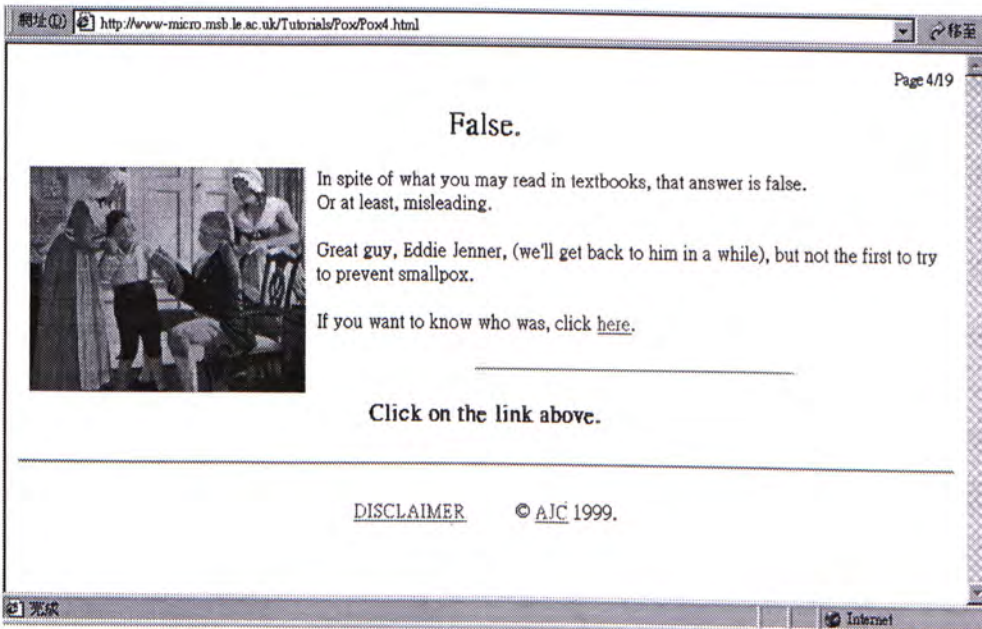 網址(D) http://www-micro.msb.le.ac.uk/Tutorials/Pox/Pox4.html 移至
Page 4/19
False.
In spite of what you may read in textbooks, that answer is false.
Or at least, misleading.
Great guy, Eddie Jenner, (we'll get back to him in a while), but not the first to try
to prevent smallpox.
If you want to know who was, click here.
Click on the link above.
DISCLAIMER © AJC 1999.
完成 Internet